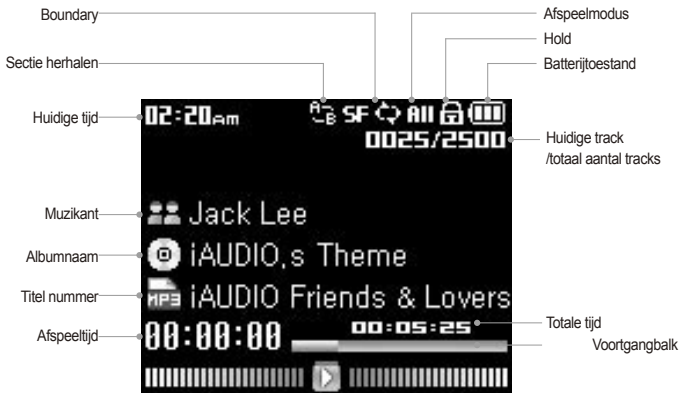 Boundary
Afspeelmodus
Hold
Sectie herhalen
Batterijtoestand
Huidige tijd
02:20Am
A B SF All
0025/2500
Huidige track
/totaal aantal tracks
Muzikant
Jack Lee
Albumnaam
iAUDIO,s Theme
Titel nummer
MP3
iAUDIO Friends & Lovers
Afspeeltijd
00:00:00
00:05:25
Totale tijd
Voortgangbalk